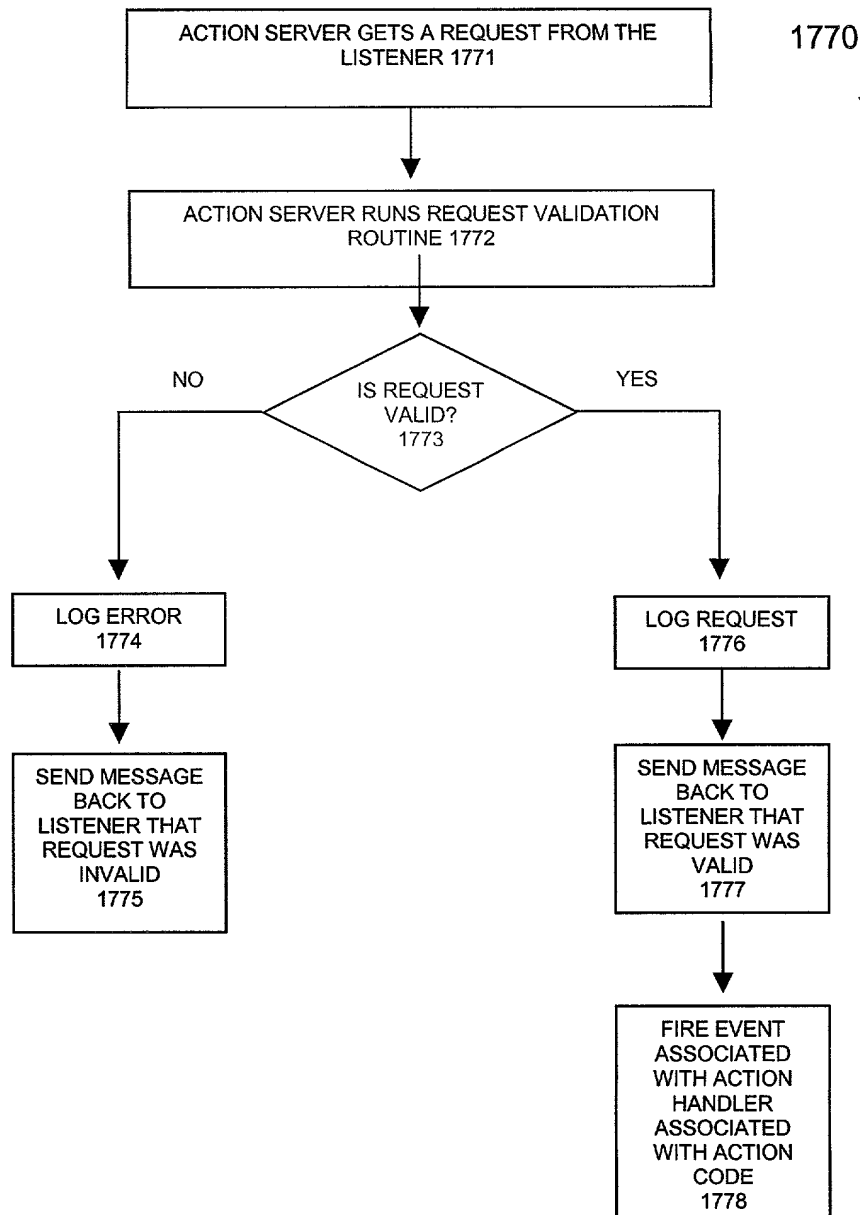 ACTION SERVER GETS A REQUEST FROM THE
LISTENER 1771
1770
ACTION SERVER RUNS REQUEST VALIDATION
ROUTINE 1772
NO
IS REQUEST
VALID?
1773
YES
LOG ERROR
1774
LOG REQUEST
1776
SEND MESSAGE
BACK TO
LISTENER THAT
REQUEST WAS
INVALID
1775
SEND MESSAGE
BACK TO
LISTENER THAT
REQUEST WAS
VALID
1777
FIRE EVENT
ASSOCIATED
WITH ACTION
HANDLER
ASSOCIATED
WITH ACTION
CODE
1778